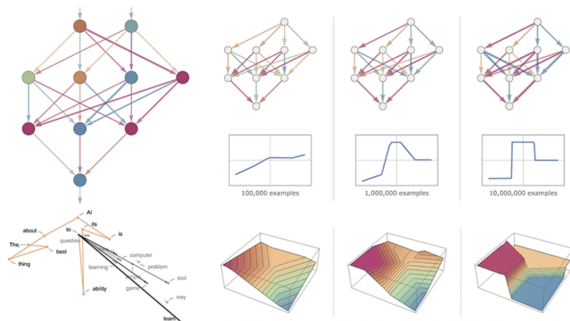 100,000 examples
1,000,000 examples
10,000,000 examples
AI
its
about
to
is
question
The
best
computer
thing
learning
problem
tool
game
ability
way
learn